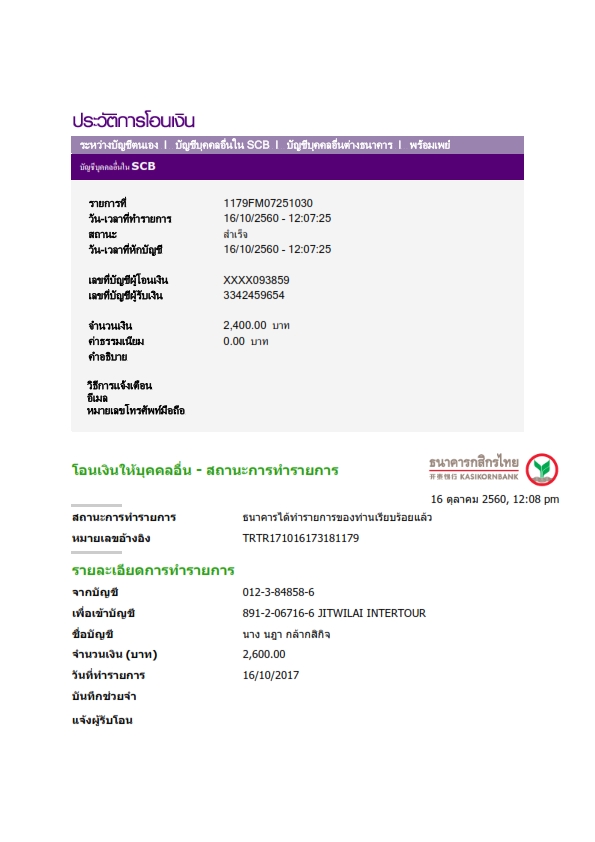 ประวัติการโอนเงิน
ระหว่างบัญชีตนเอง | บัญชีบุคคลอื่นใน SCB | บัญชีบุคคลอื่นต่างธนาคาร | พร้อมเพย์
บัญชีบุคคลอื่นใน SCB
รายการที่ 1179FM07251030
วัน-เวลาที่ทำรายการ 16/10/2560 - 12:07:25
สถานะ สำเร็จ
วัน-เวลาที่หักบัญชี 16/10/2560 - 12:07:25
เลขที่บัญชีผู้โอนเงิน XXXX093859
เลขที่บัญชีผู้รับเงิน 3342459654
จำนวนเงิน 2,400.00 บาท
ค่าธรรมเนียม 0.00 บาท
คำอธิบาย
วิธีการแจ้งเตือน
อีเมล
หมายเลขโทรศัพท์มือถือ
โอนเงินให้บุคคลอื่น - สถานะการทำรายการ
ธนาคารกสิกรไทย
开泰银行 KASIKORNBANK
16 ตุลาคม 2560, 12:08 pm
สถานะการทำรายการ ธนาคารได้ทำรายการของท่านเรียบร้อยแล้ว
หมายเลขอ้างอิง TRTR171016173181179
รายละเอียดการทำรายการ
จากบัญชี 012-3-84858-6
เพื่อเข้าบัญชี 891-2-06716-6 JITWILAI INTERTOUR
ชื่อบัญชี นาง นฎา กล้ากสิกิจ
จำนวนเงิน (บาท) 2,600.00
วันที่ทำรายการ 16/10/2017
บันทึกช่วยจำ
แจ้งผู้รับโอน